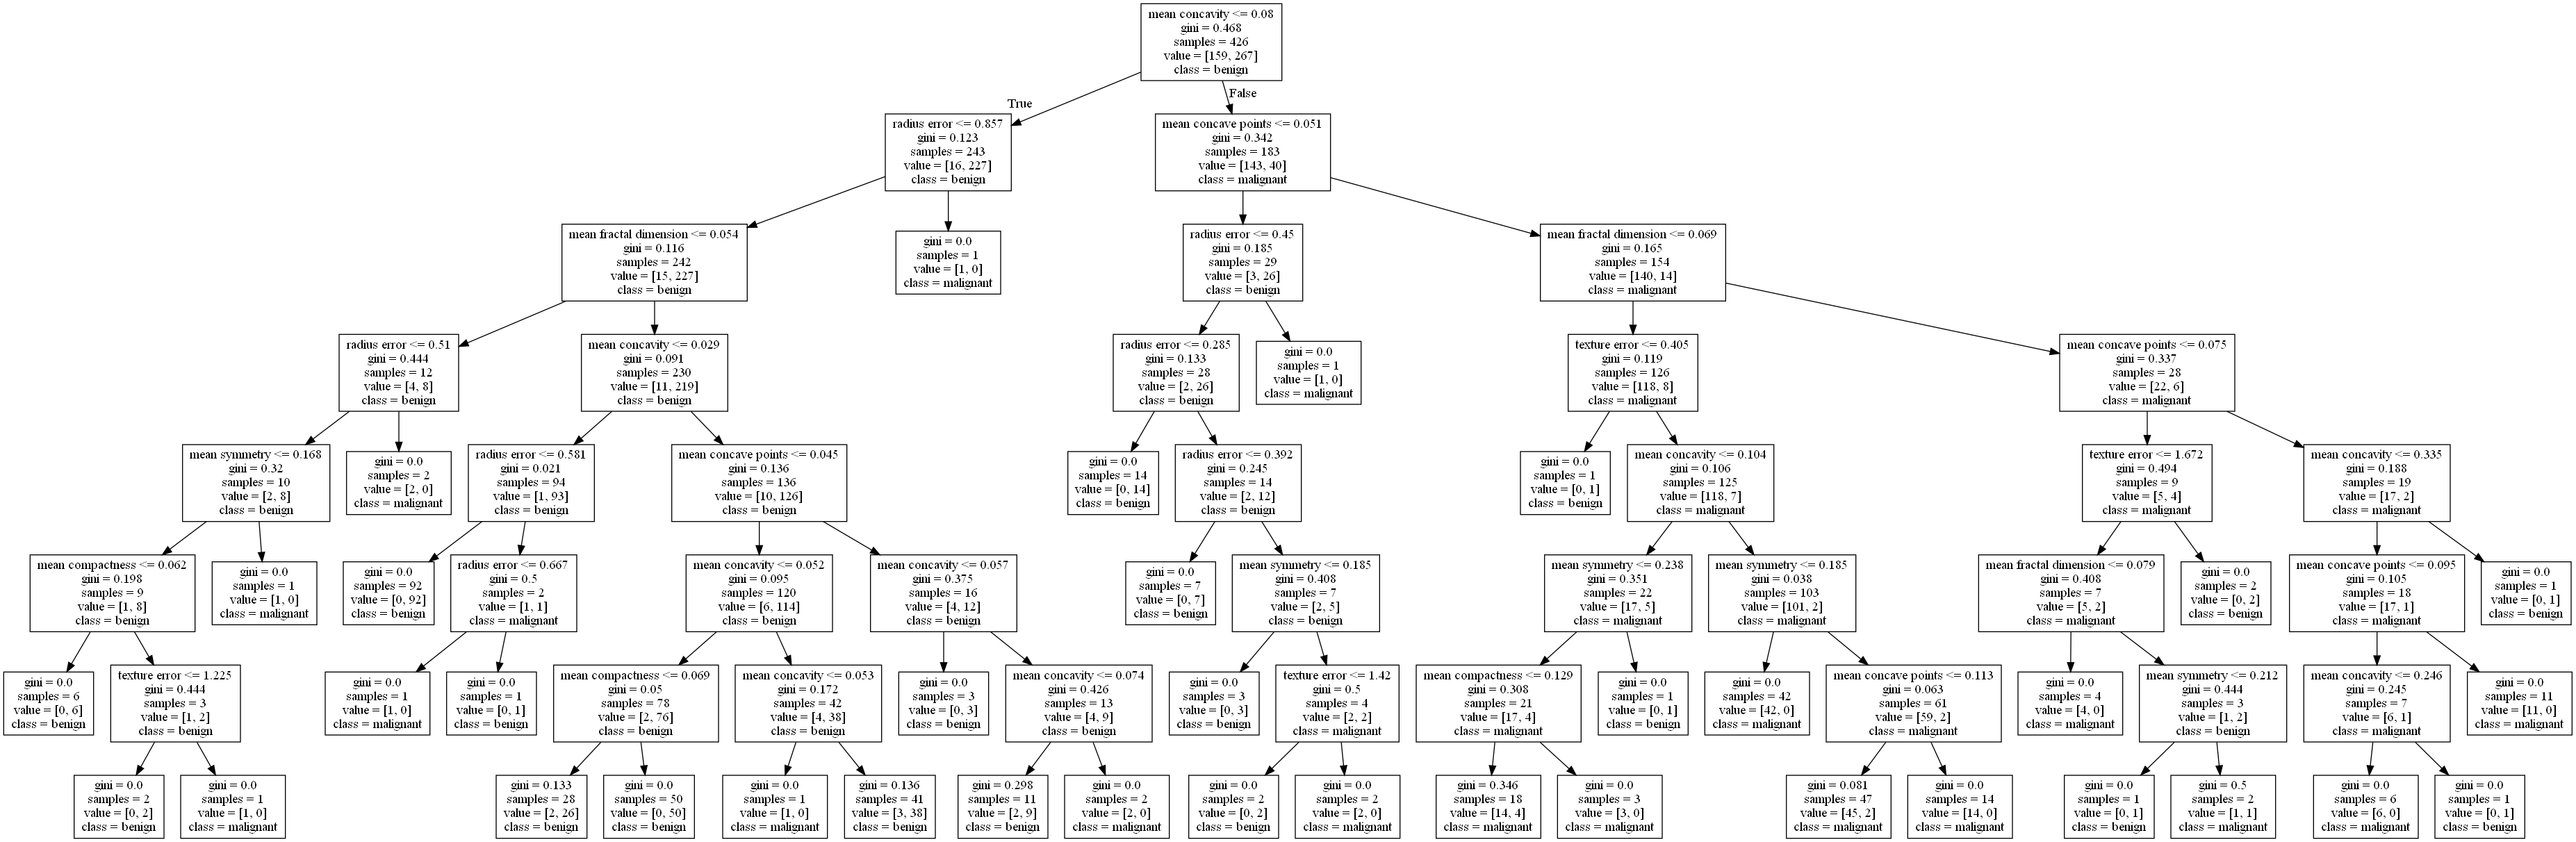 mean concavity <= 0.08
gini = 0.468
samples = 426
value = [159, 267]
class = benign
True
False
radius error <= 0.857
gini = 0.123
samples = 243
value = [16, 227]
class = benign
mean concave points <= 0.051
gini = 0.342
samples = 183
value = [143, 40]
class = malignant
mean fractal dimension <= 0.054
gini = 0.116
samples = 242
value = [15, 227]
class = benign
gini = 0.0
samples = 1
value = [1, 0]
class = malignant
radius error <= 0.45
gini = 0.185
samples = 29
value = [3, 26]
class = benign
mean fractal dimension <= 0.069
gini = 0.165
samples = 154
value = [140, 14]
class = malignant
radius error <= 0.51
gini = 0.444
samples = 12
value = [4, 8]
class = benign
mean concavity <= 0.029
gini = 0.091
samples = 230
value = [11, 219]
class = benign
radius error <= 0.285
gini = 0.133
samples = 28
value = [2, 26]
class = benign
gini = 0.0
samples = 1
value = [1, 0]
class = malignant
texture error <= 0.405
gini = 0.119
samples = 126
value = [118, 8]
class = malignant
mean concave points <= 0.075
gini = 0.337
samples = 28
value = [22, 6]
class = malignant
mean symmetry <= 0.168
gini = 0.32
samples = 10
value = [2, 8]
class = benign
gini = 0.0
samples = 2
value = [2, 0]
class = malignant
radius error <= 0.581
gini = 0.021
samples = 94
value = [1, 93]
class = benign
mean concave points <= 0.045
gini = 0.136
samples = 136
value = [10, 126]
class = benign
gini = 0.0
samples = 14
value = [0, 14]
class = benign
radius error <= 0.392
gini = 0.245
samples = 14
value = [2, 12]
class = benign
gini = 0.0
samples = 1
value = [0, 1]
class = benign
mean concavity <= 0.104
gini = 0.106
samples = 125
value = [118, 7]
class = malignant
texture error <= 1.672
gini = 0.494
samples = 9
value = [5, 4]
class = malignant
mean concavity <= 0.335
gini = 0.188
samples = 19
value = [17, 2]
class = malignant
mean compactness <= 0.062
gini = 0.198
samples = 9
value = [1, 8]
class = benign
gini = 0.0
samples = 1
value = [1, 0]
class = malignant
gini = 0.0
samples = 92
value = [0, 92]
class = benign
radius error <= 0.667
gini = 0.5
samples = 2
value = [1, 1]
class = malignant
mean concavity <= 0.052
gini = 0.095
samples = 120
value = [6, 114]
class = benign
mean concavity <= 0.057
gini = 0.375
samples = 16
value = [4, 12]
class = benign
gini = 0.0
samples = 7
value = [0, 7]
class = benign
mean symmetry <= 0.185
gini = 0.408
samples = 7
value = [2, 5]
class = benign
mean symmetry <= 0.238
gini = 0.351
samples = 22
value = [17, 5]
class = malignant
mean symmetry <= 0.185
gini = 0.038
samples = 103
value = [101, 2]
class = malignant
mean fractal dimension <= 0.079
gini = 0.408
samples = 7
value = [5, 2]
class = malignant
gini = 0.0
samples = 2
value = [0, 2]
class = benign
mean concave points <= 0.095
gini = 0.105
samples = 18
value = [17, 1]
class = malignant
gini = 0.0
samples = 1
value = [0, 1]
class = benign
gini = 0.0
samples = 6
value = [0, 6]
class = benign
texture error <= 1.225
gini = 0.444
samples = 3
value = [1, 2]
class = benign
gini = 0.0
samples = 1
value = [1, 0]
class = malignant
gini = 0.0
samples = 1
value = [0, 1]
class = benign
mean compactness <= 0.069
gini = 0.05
samples = 78
value = [2, 76]
class = benign
mean concavity <= 0.053
gini = 0.172
samples = 42
value = [4, 38]
class = benign
gini = 0.0
samples = 3
value = [0, 3]
class = benign
mean concavity <= 0.074
gini = 0.426
samples = 13
value = [4, 9]
class = benign
gini = 0.0
samples = 3
value = [0, 3]
class = benign
texture error <= 1.42
gini = 0.5
samples = 4
value = [2, 2]
class = malignant
mean compactness <= 0.129
gini = 0.308
samples = 21
value = [17, 4]
class = malignant
gini = 0.0
samples = 1
value = [0, 1]
class = benign
gini = 0.0
samples = 42
value = [42, 0]
class = malignant
mean concave points <= 0.113
gini = 0.063
samples = 61
value = [59, 2]
class = malignant
gini = 0.0
samples = 4
value = [4, 0]
class = malignant
mean symmetry <= 0.212
gini = 0.444
samples = 3
value = [1, 2]
class = benign
mean concavity <= 0.246
gini = 0.245
samples = 7
value = [6, 1]
class = malignant
gini = 0.0
samples = 11
value = [11, 0]
class = malignant
gini = 0.0
samples = 2
value = [0, 2]
class = benign
gini = 0.0
samples = 1
value = [1, 0]
class = malignant
gini = 0.133
samples = 28
value = [2, 26]
class = benign
gini = 0.0
samples = 50
value = [0, 50]
class = benign
gini = 0.0
samples = 1
value = [1, 0]
class = malignant
gini = 0.136
samples = 41
value = [3, 38]
class = benign
gini = 0.298
samples = 11
value = [2, 9]
class = benign
gini = 0.0
samples = 2
value = [2, 0]
class = malignant
gini = 0.0
samples = 2
value = [0, 2]
class = benign
gini = 0.0
samples = 2
value = [2, 0]
class = malignant
gini = 0.346
samples = 18
value = [14, 4]
class = malignant
gini = 0.0
samples = 3
value = [3, 0]
class = malignant
gini = 0.081
samples = 47
value = [45, 2]
class = malignant
gini = 0.0
samples = 14
value = [14, 0]
class = malignant
gini = 0.0
samples = 1
value = [0, 1]
class = benign
gini = 0.5
samples = 2
value = [1, 1]
class = malignant
gini = 0.0
samples = 6
value = [6, 0]
class = malignant
gini = 0.0
samples = 1
value = [0, 1]
class = benign